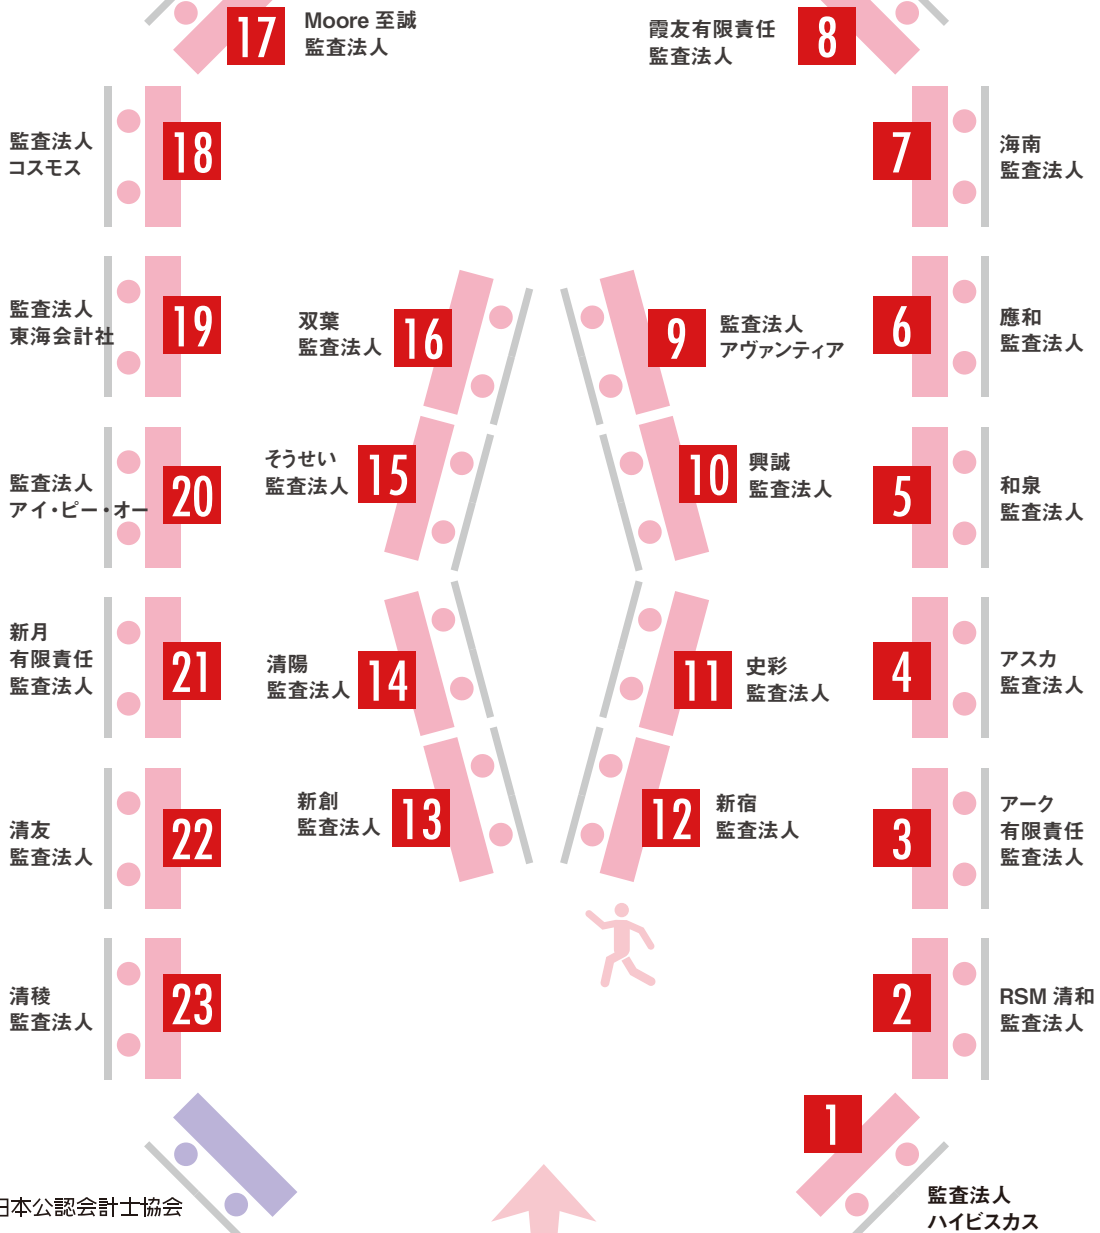 17
Moore 至誠
監査法人
霞友有限責任
監査法人
8
監査法人
コスモス
18
7
海南
監査法人
監査法人
東海会計社
19
双葉
監査法人
16
9
監査法人
アヴァンティア
6
應和
監査法人
監査法人
アイ・ピー・オー
20
そうせい
監査法人
15
10
興誠
監査法人
5
和泉
監査法人
新月
有限責任
監査法人
21
清陽
監査法人
14
11
史彩
監査法人
4
アスカ
監査法人
清友
監査法人
22
新創
監査法人
13
12
新宿
監査法人
3
アーク
有限責任
監査法人
清稜
監査法人
23
2
RSM 清和
監査法人
1
日本公認会計士協会
監査法人
ハイビスカス